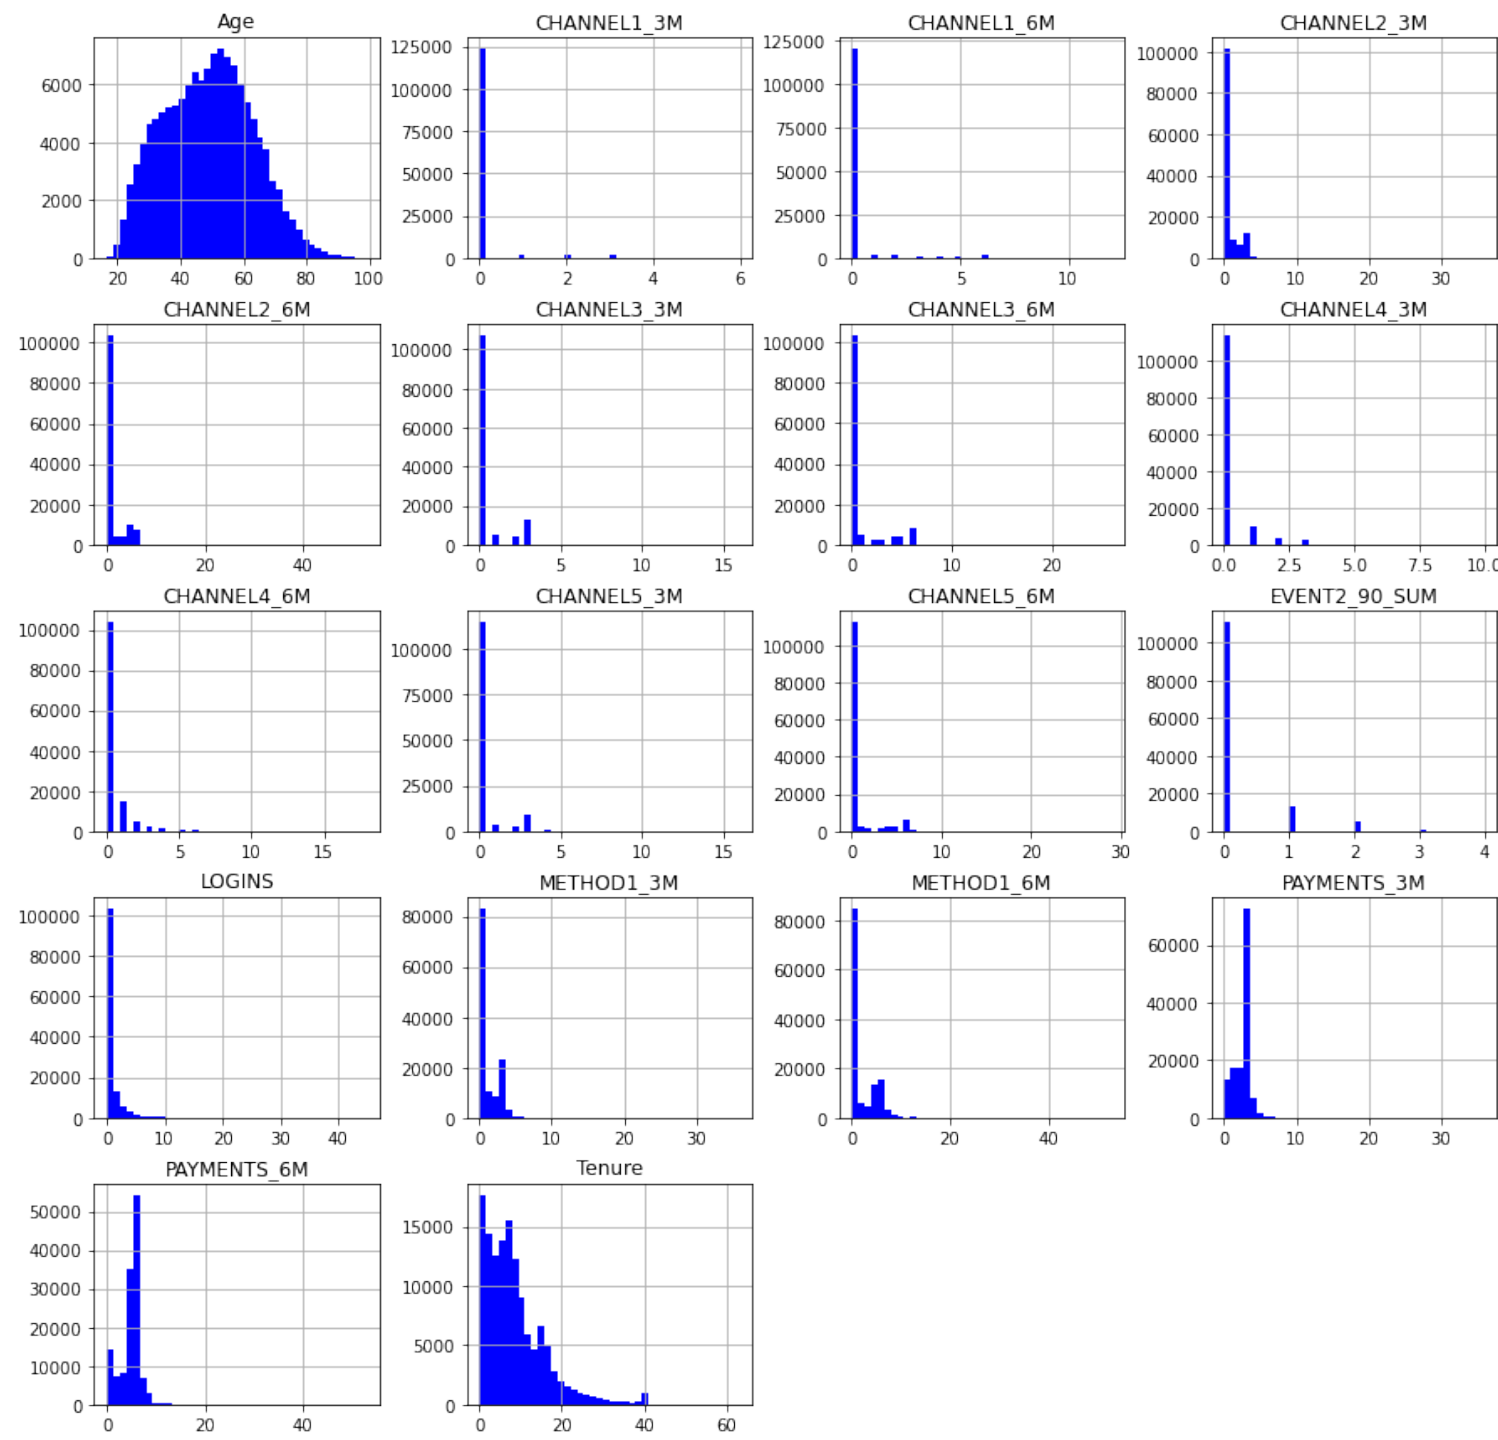 Age
CHANNEL1_3M
CHANNEL1_6M
CHANNEL2_3M
6000
4000
2000
0
20 40 60 80 100
125000
100000
75000
50000
25000
0
0 2 4 6
125000
100000
75000
50000
25000
0
0 5 10
100000
80000
60000
40000
20000
0
0 10 20 30
CHANNEL2_6M
CHANNEL3_3M
CHANNEL3_6M
CHANNEL4_3M
100000
80000
60000
40000
20000
0
0 20 40
100000
80000
60000
40000
20000
0
0 5 10 15
100000
80000
60000
40000
20000
0
0 10 20
100000
80000
60000
40000
20000
0
0.0 2.5 5.0 7.5 10.0
CHANNEL4_6M
CHANNEL5_3M
CHANNEL5_6M
EVENT2_90_SUM
100000
80000
60000
40000
20000
0
0 5 10 15
100000
75000
50000
25000
0
0 5 10 15
100000
80000
60000
40000
20000
0
0 10 20 30
100000
80000
60000
40000
20000
0
0 1 2 3 4
LOGINS
METHOD1_3M
METHOD1_6M
PAYMENTS_3M
100000
80000
60000
40000
20000
0
0 10 20 30 40
80000
60000
40000
20000
0
0 10 20 30
80000
60000
40000
20000
0
0 20 40
60000
40000
20000
0
0 10 20 30
PAYMENTS_6M
Tenure
50000
40000
30000
20000
10000
0
0 20 40
15000
10000
5000
0
0 20 40 60